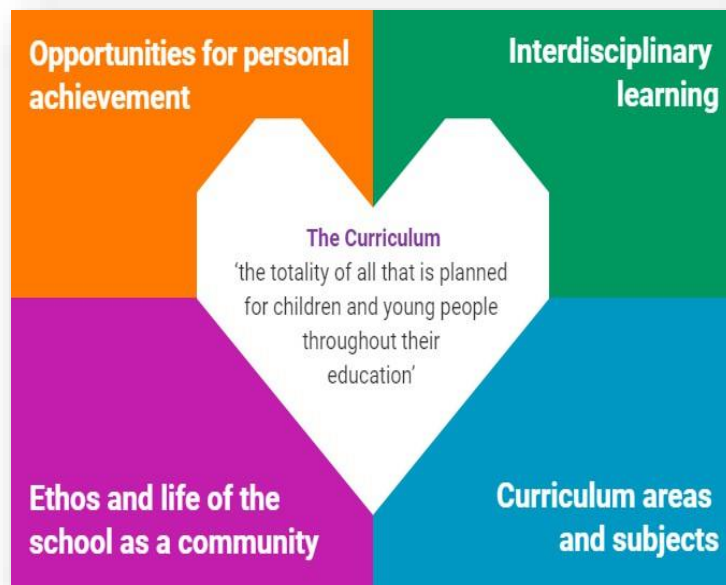 Opportunities for personal
achievement
Interdisciplinary
learning
The Curriculum
‘the totality of all that is planned
for children and young people
throughout their
education’
Ethos and life of the
school as a community
Curriculum areas
and subjects